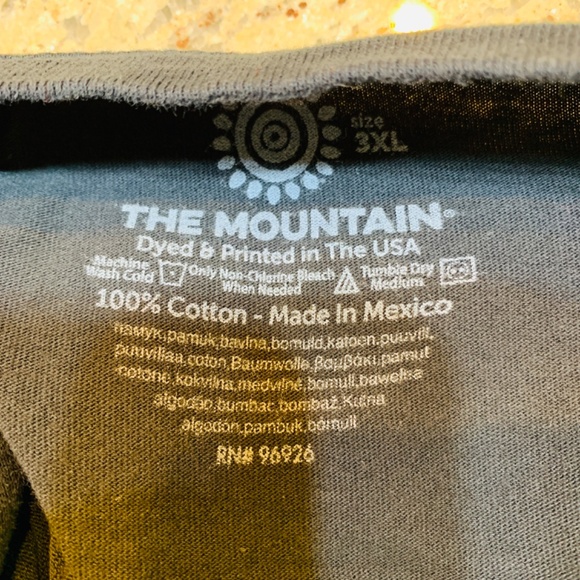 size
3XL
THE MOUNTAIN®
Dyed & Printed in The USA
Machine Wash Cold
Only Non-Chlorine Bleach When Needed
Tumble Dry Medium
100% Cotton - Made In Mexico
памук,pamuk,bavlna,bomuld,katoen,puuvill,
puuvillaa,coton,Baumwolle,βαμβάκι,pamut
cotone,kokvilna,medvilnė,bomull,bawełna
algodão,bumbac,bombaž,Kutna
algodón,pambuk,bomull
RN# 96926